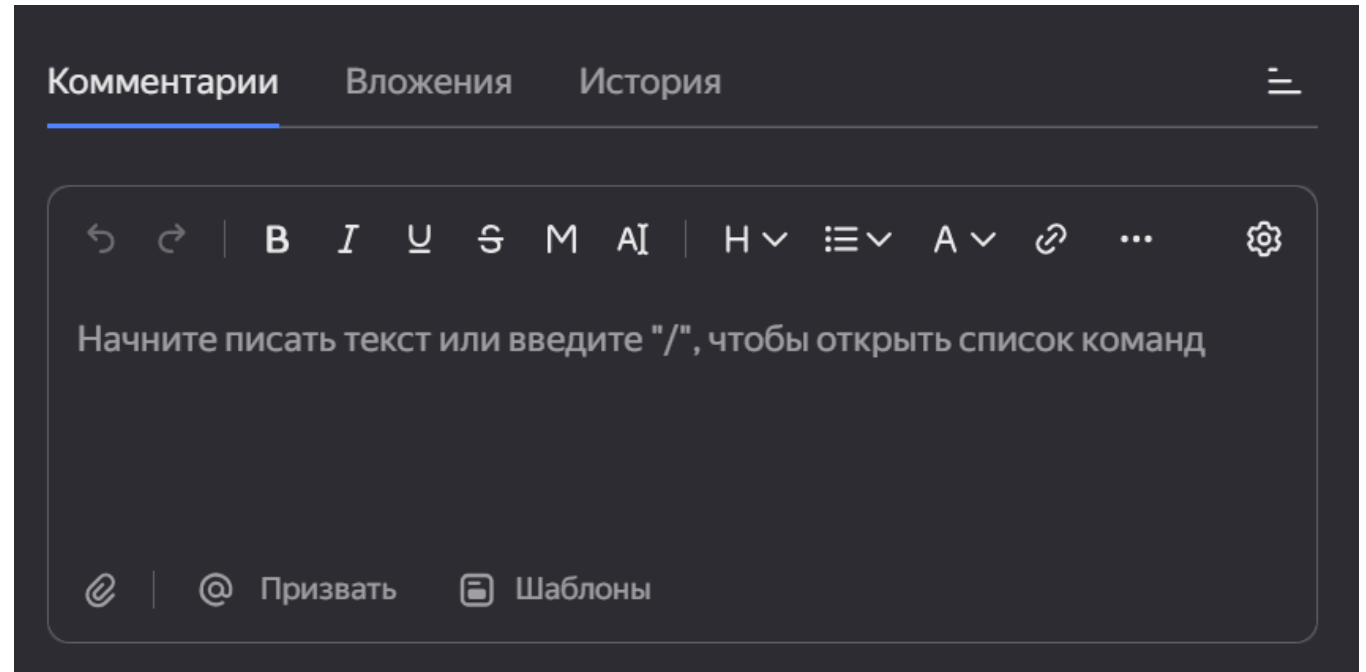 Комментарии Вложения История
B I U S M AI H A ...
Начните писать текст или введите "/", чтобы открыть список команд
@ Призвать Шаблоны